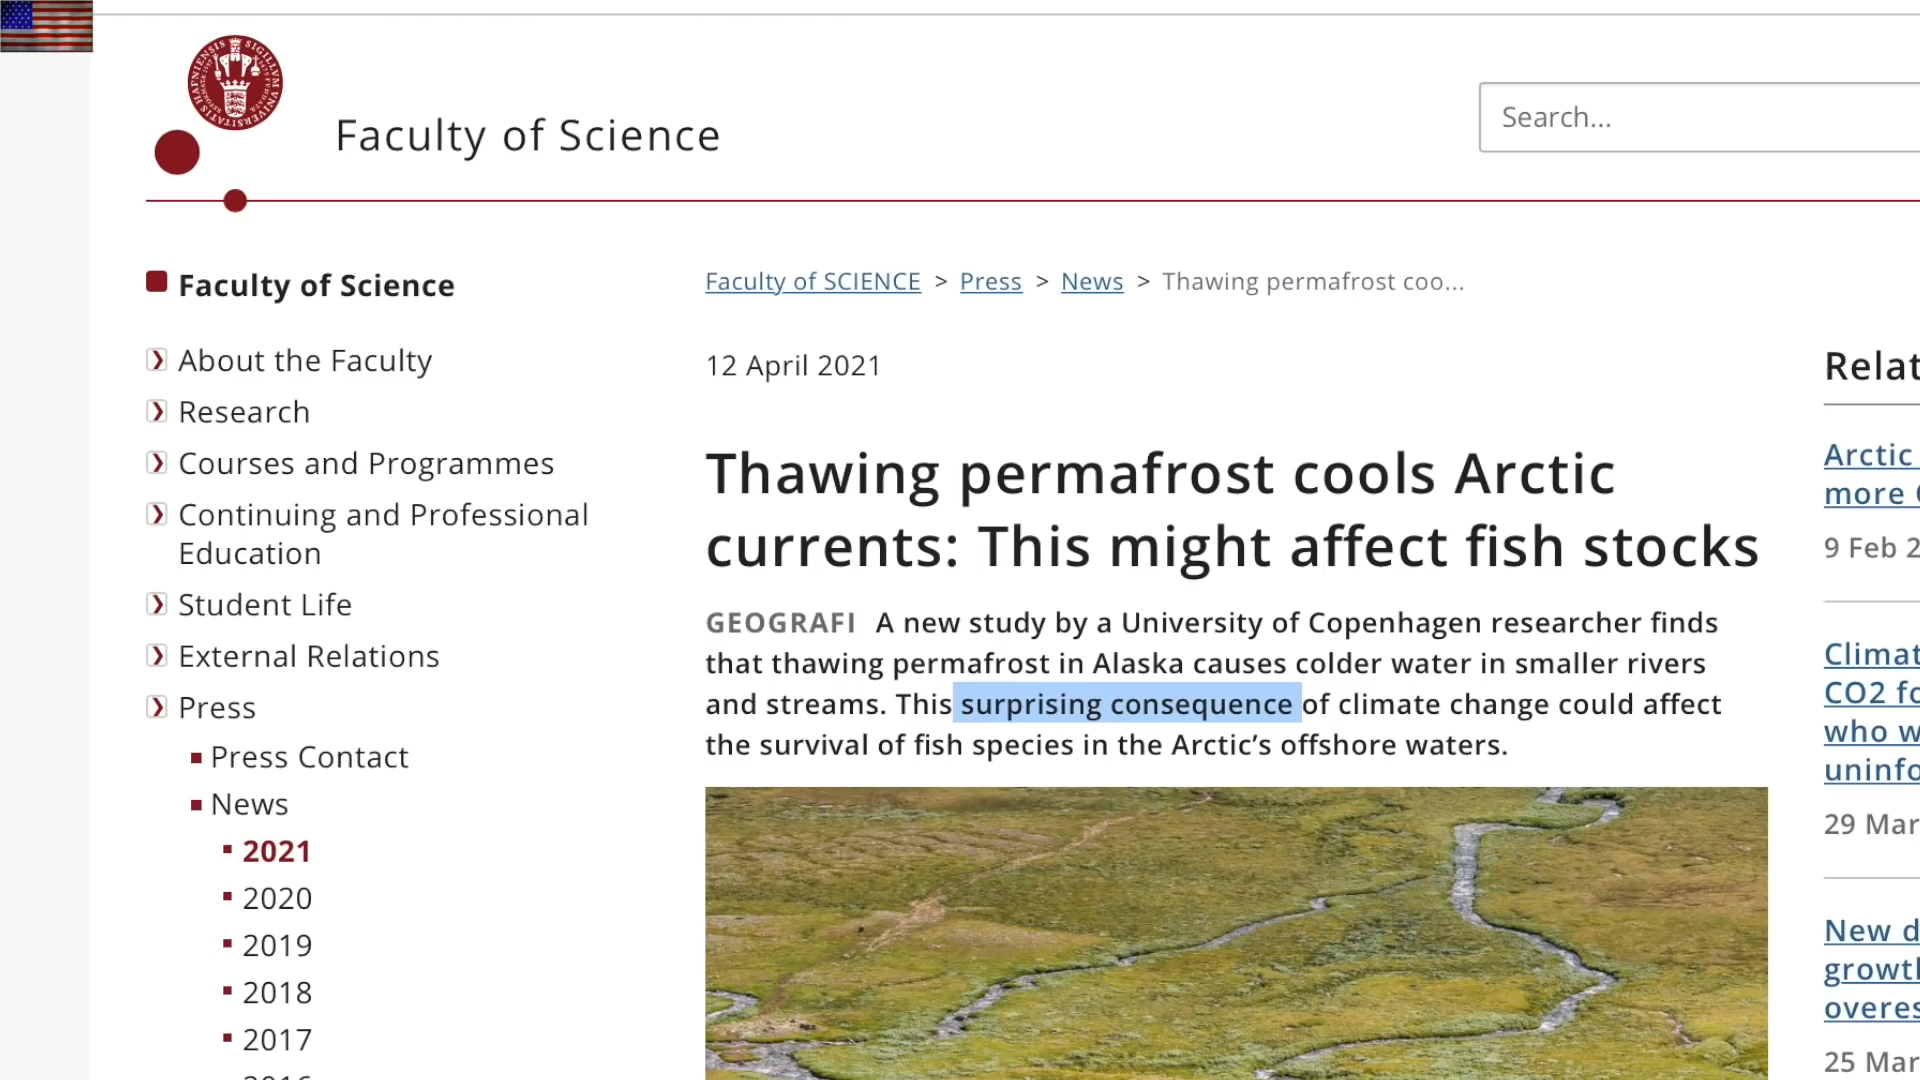 Faculty of Science
Search...
Faculty of Science
About the Faculty
Research
Courses and Programmes
Continuing and Professional
Education
Student Life
External Relations
Press
Press Contact
News
2021
2020
2019
2018
2017
Faculty of SCIENCE > Press > News > Thawing permafrost coo...
12 April 2021
Thawing permafrost cools Arctic
currents: This might affect fish stocks
GEOGRAFI A new study by a University of Copenhagen researcher finds
that thawing permafrost in Alaska causes colder water in smaller rivers
and streams. This surprising consequence of climate change could affect
the survival of fish species in the Arctic’s offshore waters.
Relat
Arctic
more
9 Feb 2
Climat
CO2 fo
who w
uninfo
29 Mar
New d
growth
overes
25 Mar